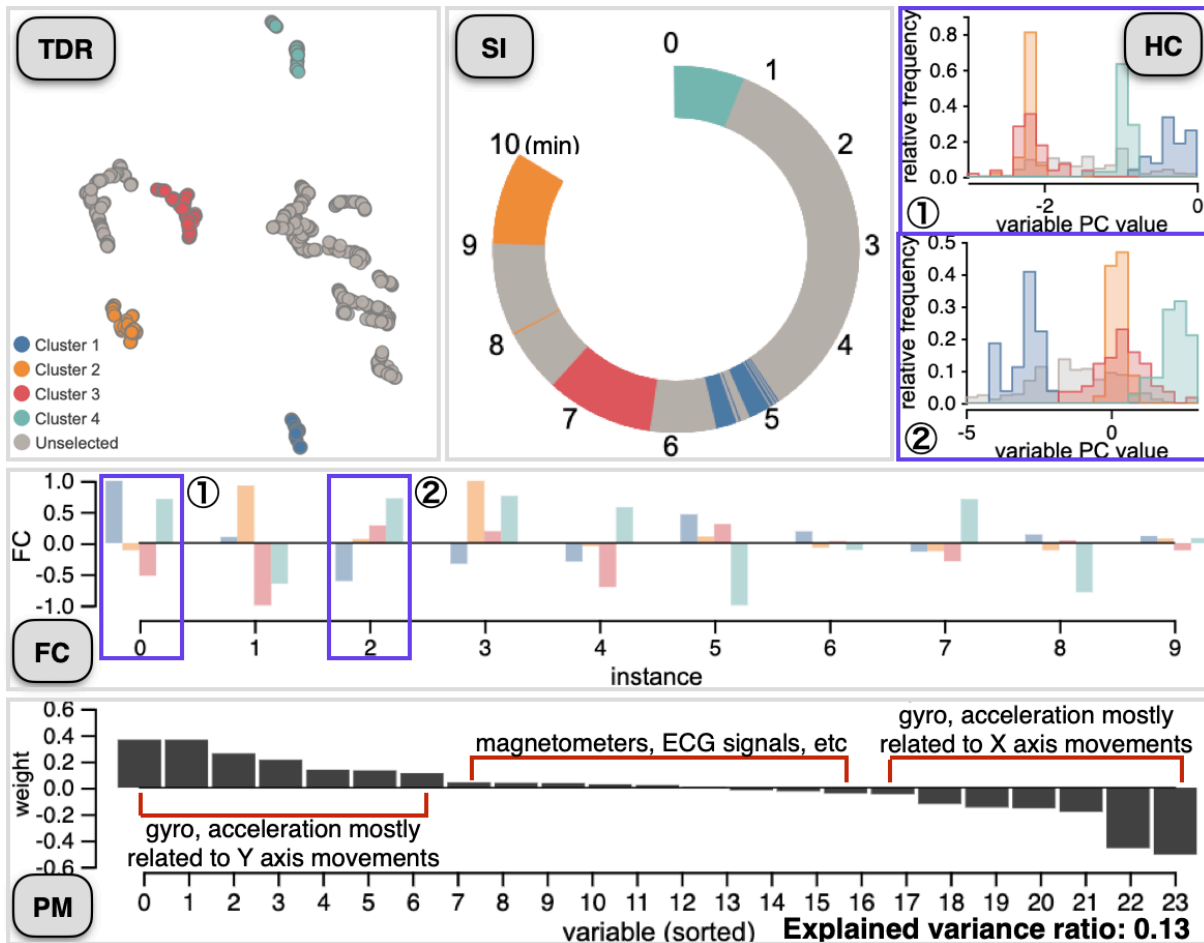 TDR
Cluster 1
Cluster 2
Cluster 3
Cluster 4
Unselected
SI
0
1
2
3
4
5
6
7
8
9
10 (min)
HC
relative frequency
0.8
0.6
0.4
0.2
0.0
-2
0
①
variable PC value
relative frequency
0.5
0.4
0.3
0.2
0.1
0.0
-5
0
②
variable PC value
FC
1.0
0.5
0.0
-0.5
-1.0
① ②
0 1 2 3 4 5 6 7 8 9
instance
FC
weight
0.6
0.4
0.2
0.0
-0.2
-0.4
-0.6
gyro, acceleration mostly
related to Y axis movements
magnetometers, ECG signals, etc
gyro, acceleration mostly
related to X axis movements
0 1 2 3 4 5 6 7 8 9 10 11 12 13 14 15 16 17 18 19 20 21 22 23
PM
variable (sorted)
Explained variance ratio: 0.13